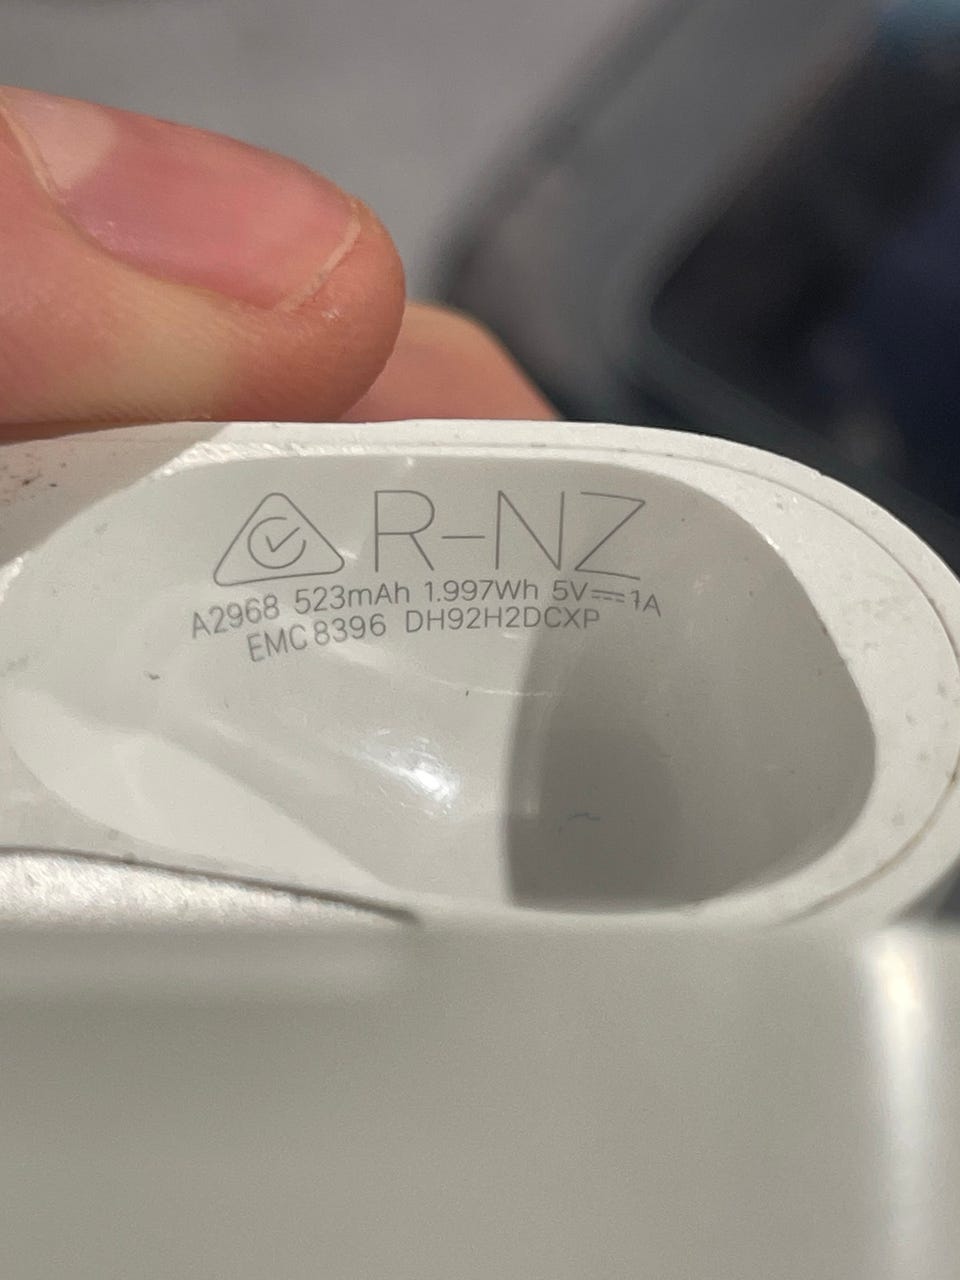 R-NZ
A2968 523mAh 1.997Wh 5V⎓1A
EMC 8396 DH92H2DCXP